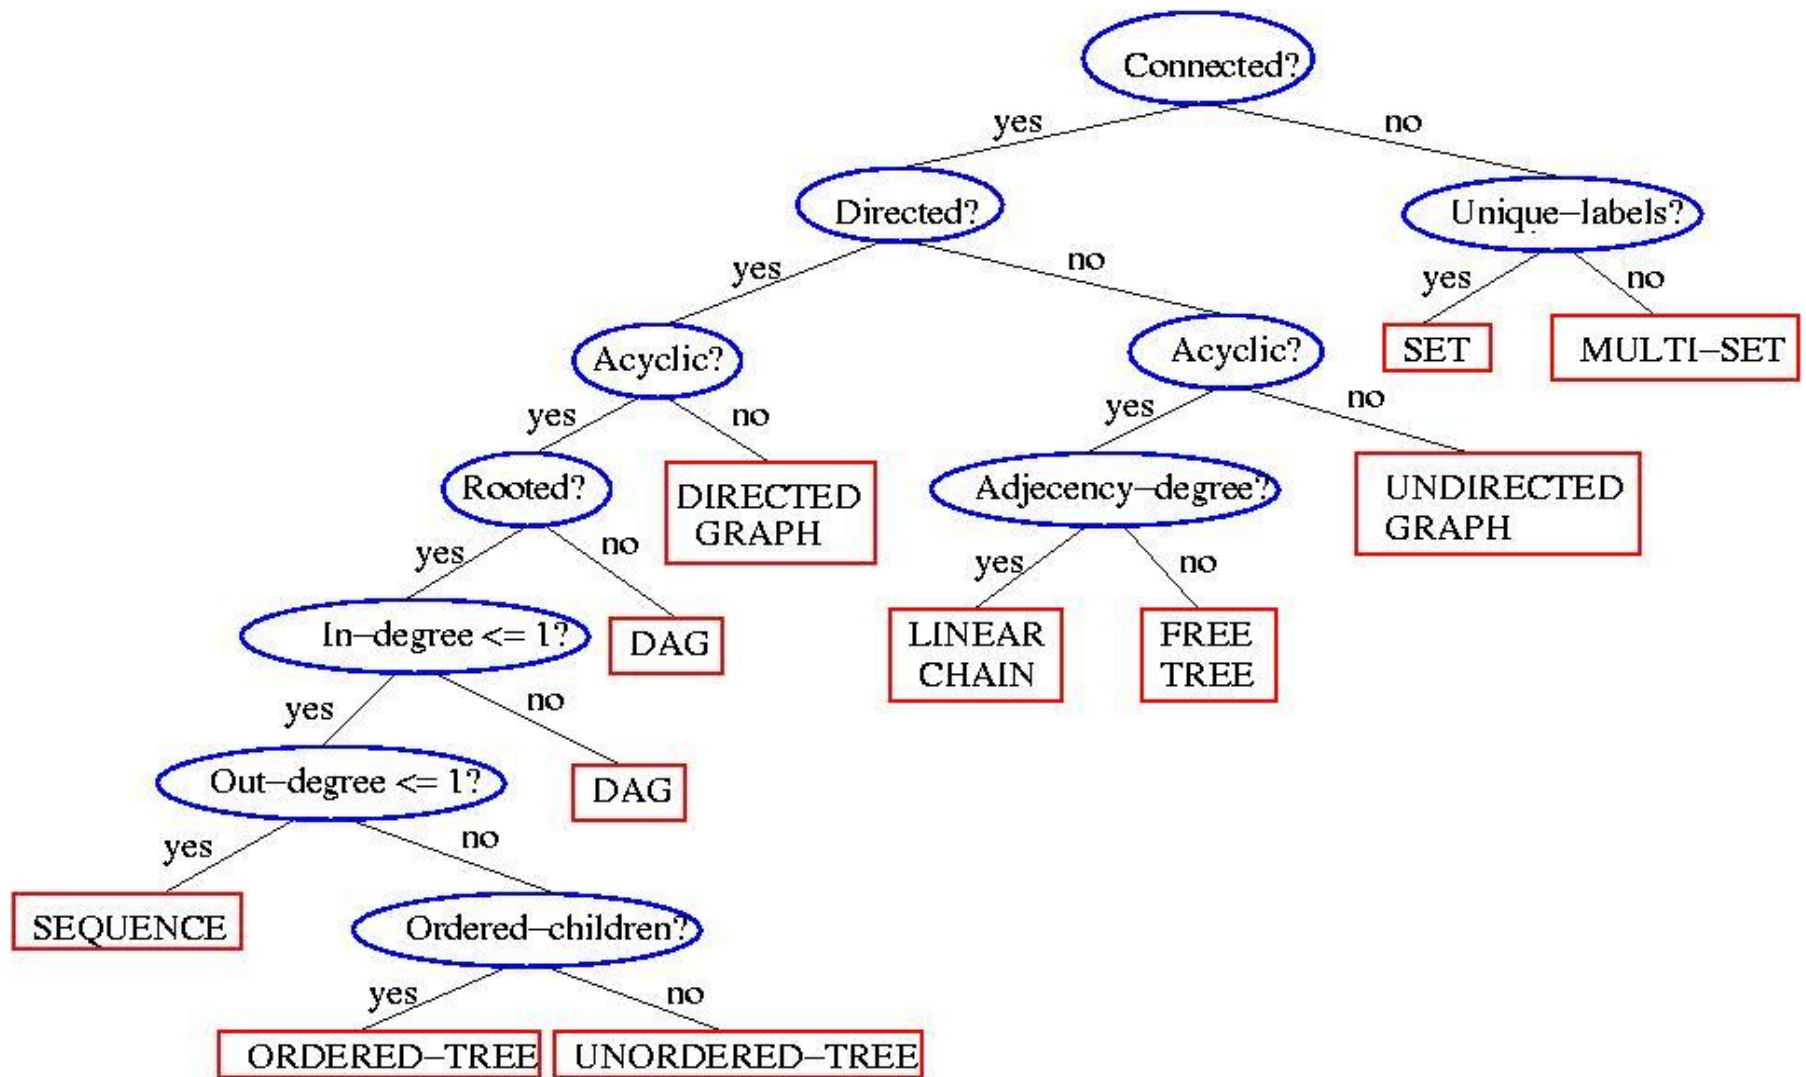 Connected?
yes
no
Directed?
Unique–labels?
yes
no
yes
no
Acyclic?
Acyclic?
SET
MULTI–SET
yes
no
yes
no
Rooted?
DIRECTED
GRAPH
Adjecency–degree?
UNDIRECTED
GRAPH
yes
no
yes
no
In–degree <= 1?
DAG
LINEAR
CHAIN
FREE
TREE
yes
no
Out–degree <= 1?
DAG
yes
no
SEQUENCE
Ordered–children?
yes
no
ORDERED–TREE
UNORDERED–TREE